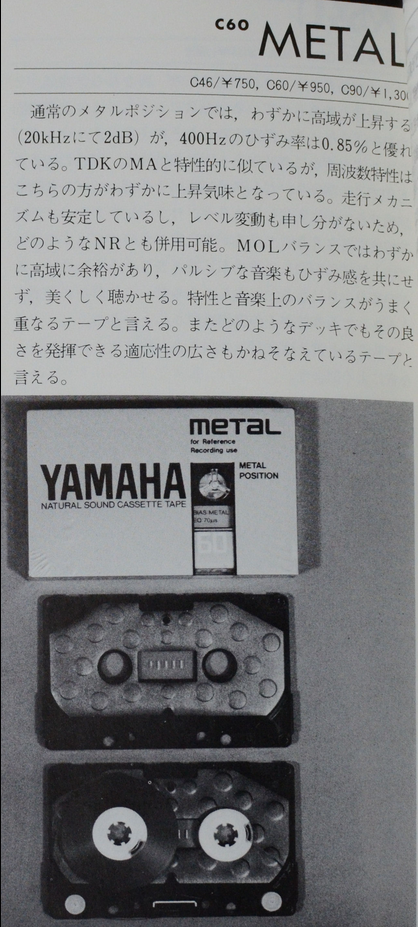 C60 METAL
C46/¥750, C60/¥950, C90/¥1,30
通常のメタルポジションでは，わずかに高域が上昇する
（20kHzにて2dB）が，400Hzのひずみ率は0.85％と優れ
ている。TDKのMAと特性的に似ているが，周波数特性は
こちらの方がわずかに上昇気味となっている。走行メカニ
ズムも安定しているし，レベル変動も申し分がないため，
どのようなNRとも併用可能。MOLバランスではわずか
に高域に余裕があり，パルシブな音楽もひずみ感を共にせ
ず，美くしく聴かせる。特性と音楽上のバランスがうまく
重なるテープと言える。またどのようなデッキでもその良
さを発揮できる適応性の広さもかねそなえているテープと
言える。
metal
for Reference
Recording use
METAL
POSITION
YAMAHA
NATURAL SOUND CASSETTE TAPE
BIAS:METAL
EQ:70μs
60